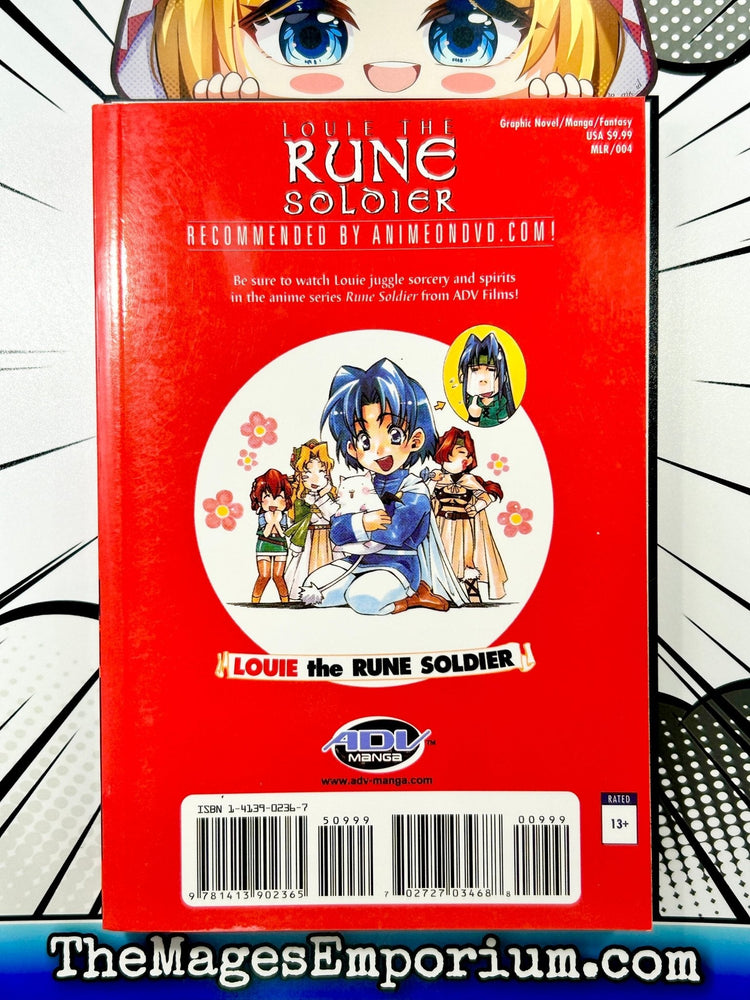 LOUIE THE
RUNE
SOLDIER
Graphic Novel/Manga/Fantasy
USA $9.99
MLR/004
RECOMMENDED BY ANIMEONDVD.COM!
Be sure to watch Louie juggle sorcery and spirits
in the anime series Rune Soldier from ADV Films!
LOUIE the RUNE SOLDIER
ADV™
MANGA
www.adv-manga.com
ISBN 1-4139-0236-7
50999
00999
9 781413 902365
7 02727 03468 8
RATED
13+
TheMagesEmporium.com